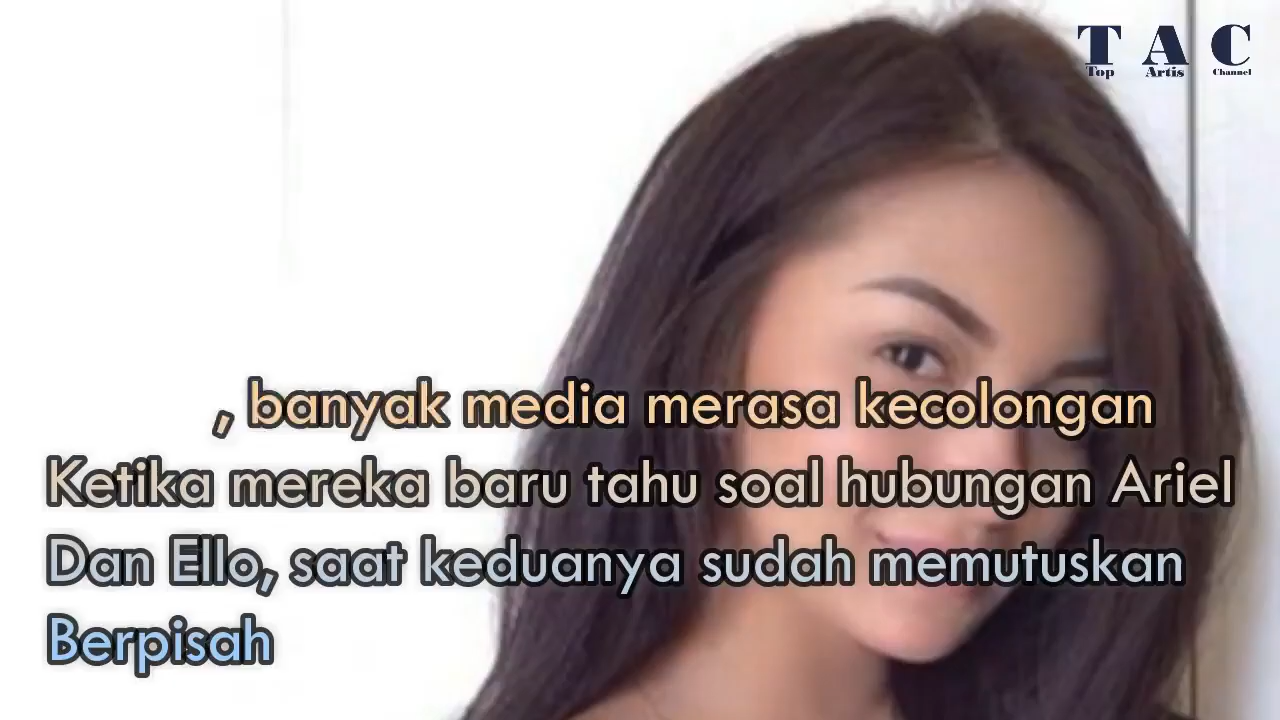 T A C
Top Artis Channel
, banyak media merasa kecolongan
Ketika mereka baru tahu soal hubungan Ariel
Dan Ello, saat keduanya sudah memutuskan
Berpisah